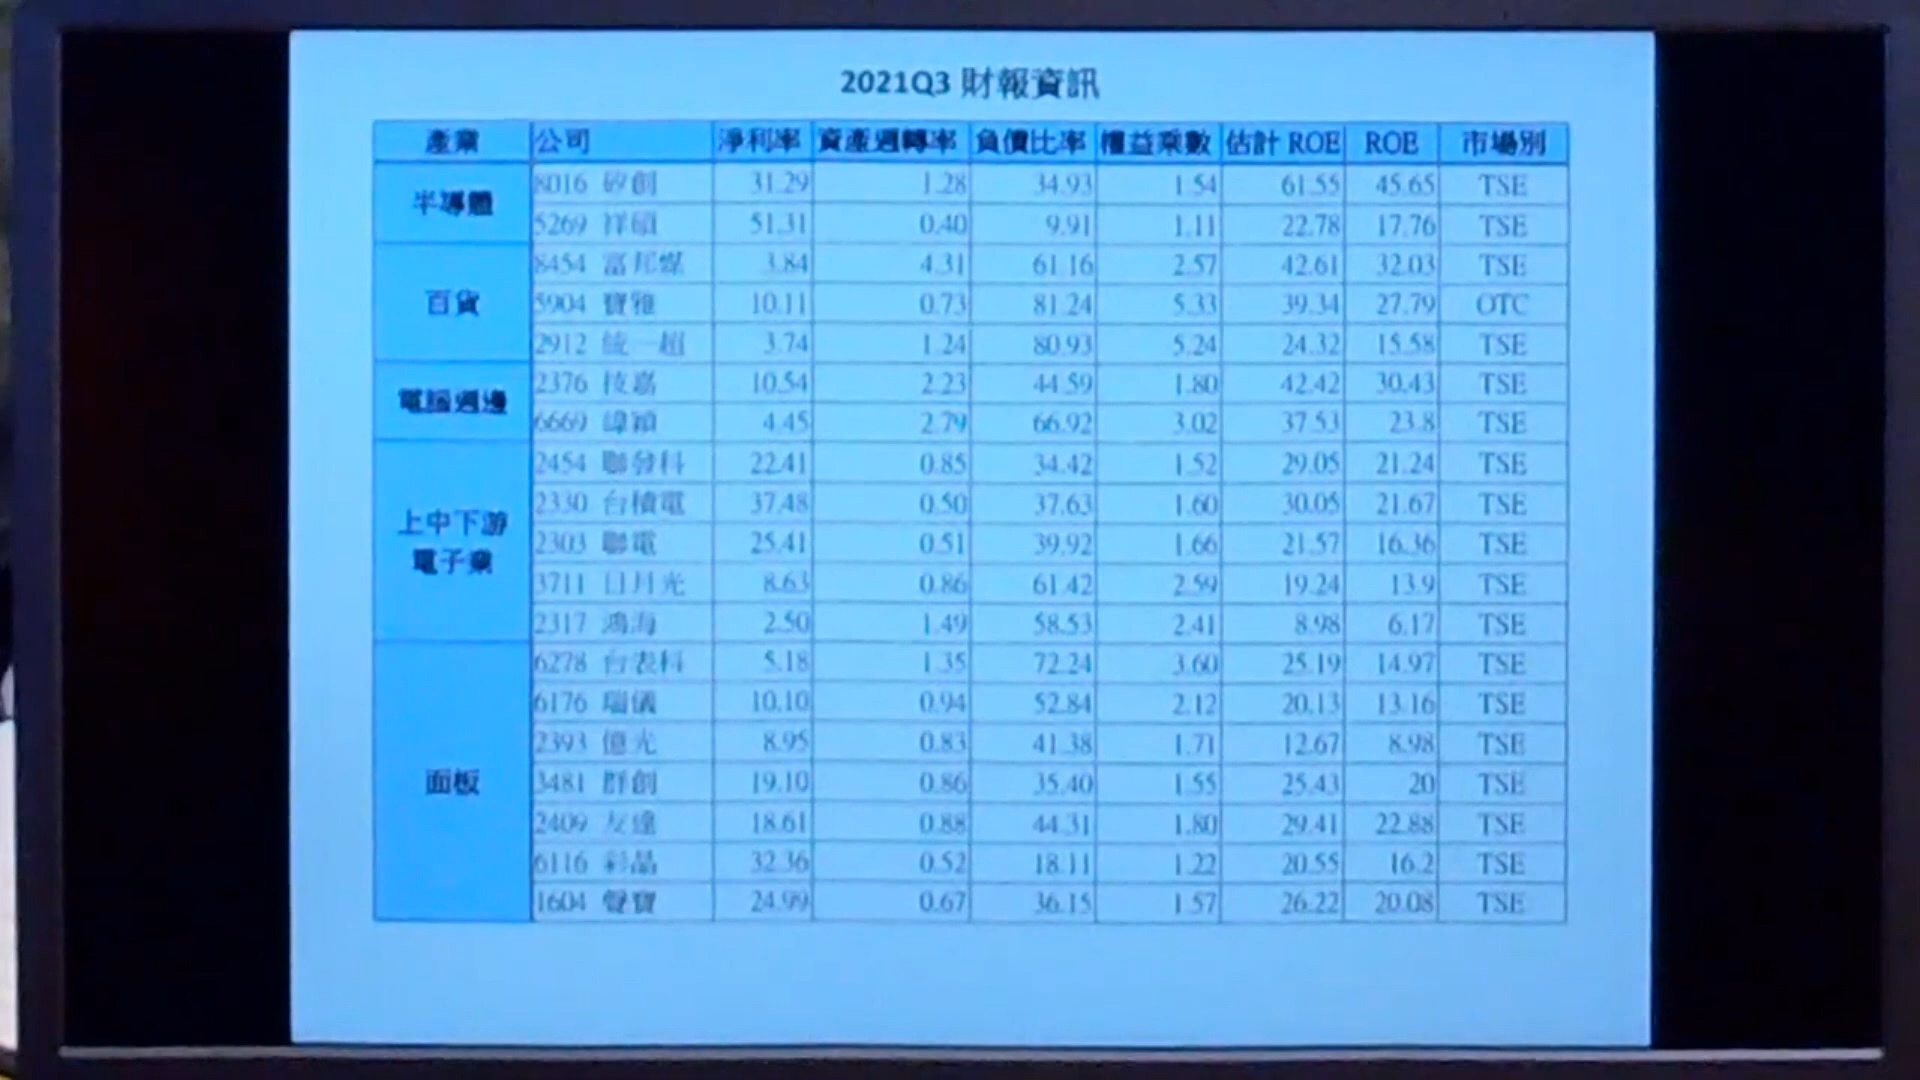 2021Q3 財報資訊
產業 公司 淨利率 資產週轉率 負債比率 權益乘數 估計 ROE ROE 市場別
半導體
8016 矽創 31.29 1.28 34.93 1.54 61.55 45.65 TSE
5269 祥碩 51.31 0.40 9.91 1.11 22.78 17.76 TSE
百貨
8454 富邦媒 3.84 4.31 61.16 2.57 42.61 32.03 TSE
5904 寶雅 10.11 0.73 81.24 5.33 39.34 27.79 OTC
2912 統一超 3.74 1.24 80.93 5.24 24.32 15.58 TSE
電腦週邊
2376 技嘉 10.54 2.23 44.59 1.80 42.42 30.43 TSE
6669 緯穎 4.45 2.79 66.92 3.02 37.53 23.8 TSE
上中下游
電子業
2454 聯發科 22.41 0.85 34.42 1.52 29.05 21.24 TSE
2330 台積電 37.48 0.50 37.63 1.60 30.05 21.67 TSE
2303 聯電 25.41 0.51 39.92 1.66 21.57 16.36 TSE
3711 日月光 8.63 0.86 61.42 2.59 19.24 13.9 TSE
2317 鴻海 2.50 1.49 58.53 2.41 8.98 6.17 TSE
面板
6278 台表科 5.18 1.35 72.24 3.60 25.19 14.97 TSE
6176 瑞儀 10.10 0.94 52.84 2.12 20.13 13.16 TSE
2393 億光 8.95 0.83 41.38 1.71 12.67 8.98 TSE
3481 群創 19.10 0.86 35.40 1.55 25.43 20 TSE
2409 友達 18.61 0.88 44.31 1.80 29.41 22.88 TSE
6116 彩晶 32.36 0.52 18.11 1.22 20.55 16.2 TSE
1604 聲寶 24.99 0.67 36.15 1.57 26.22 20.08 TSE